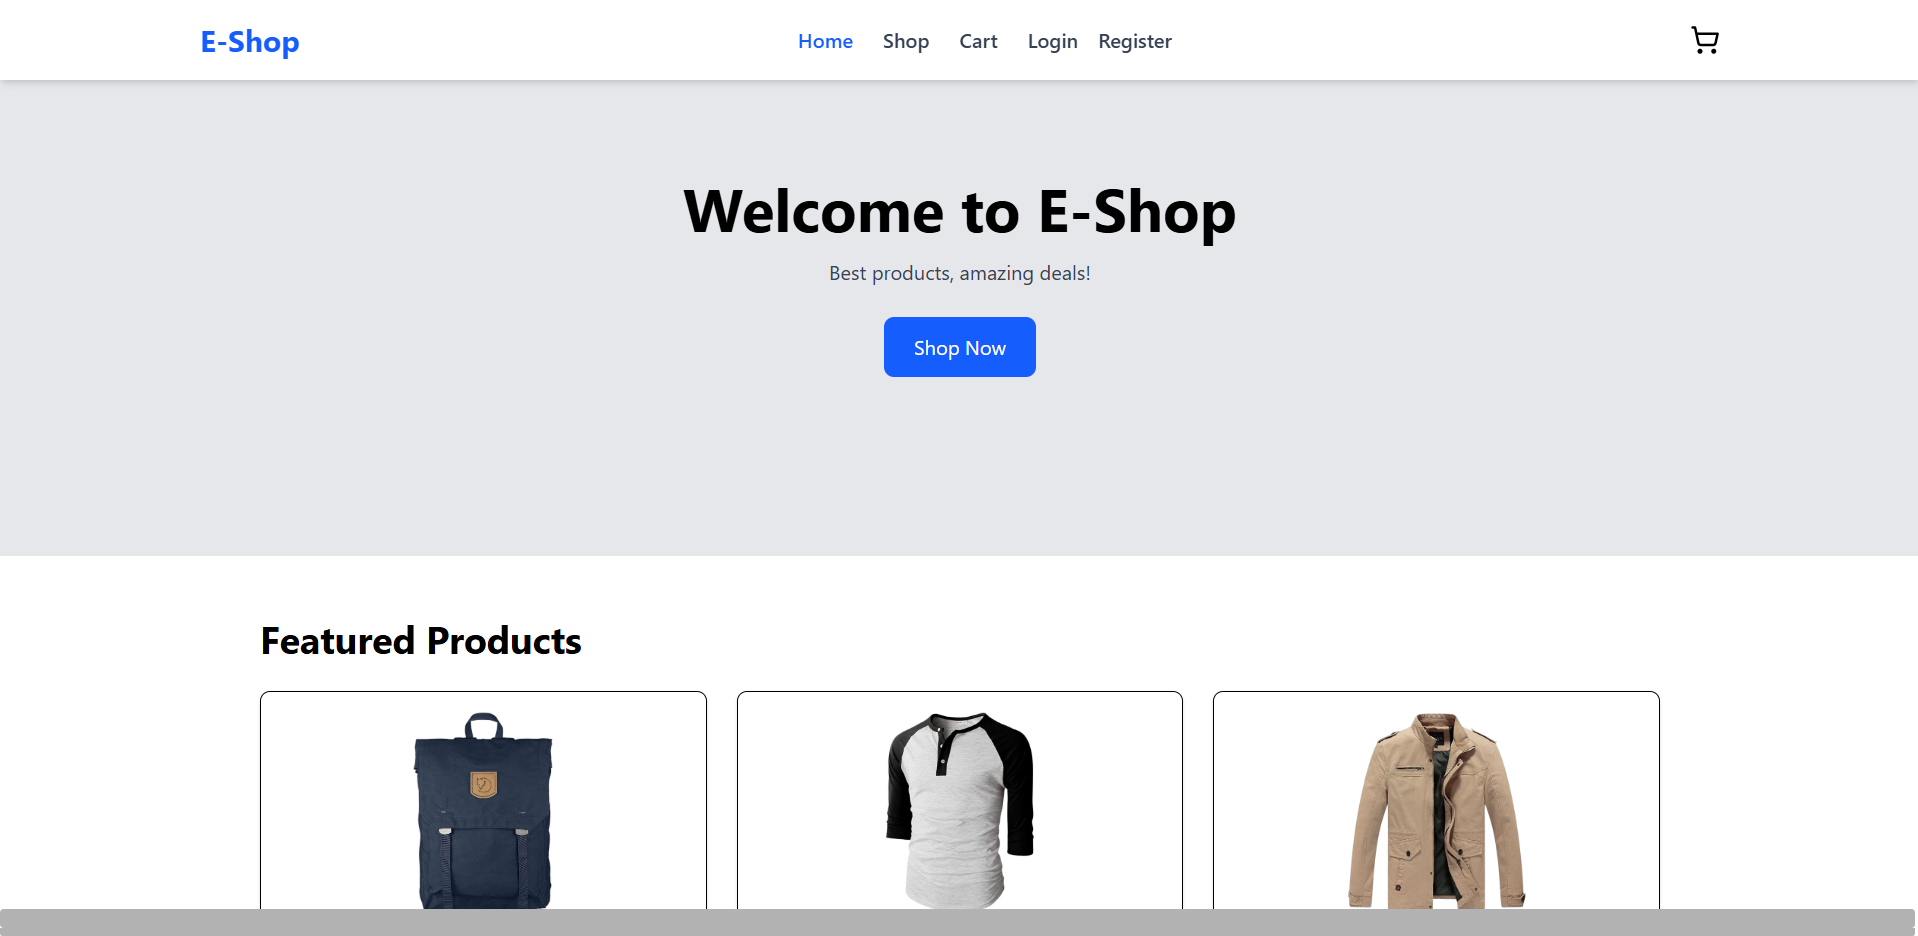 E-Shop
Home Shop Cart Login Register
Welcome to E-Shop
Best products, amazing deals!
Shop Now
Featured Products